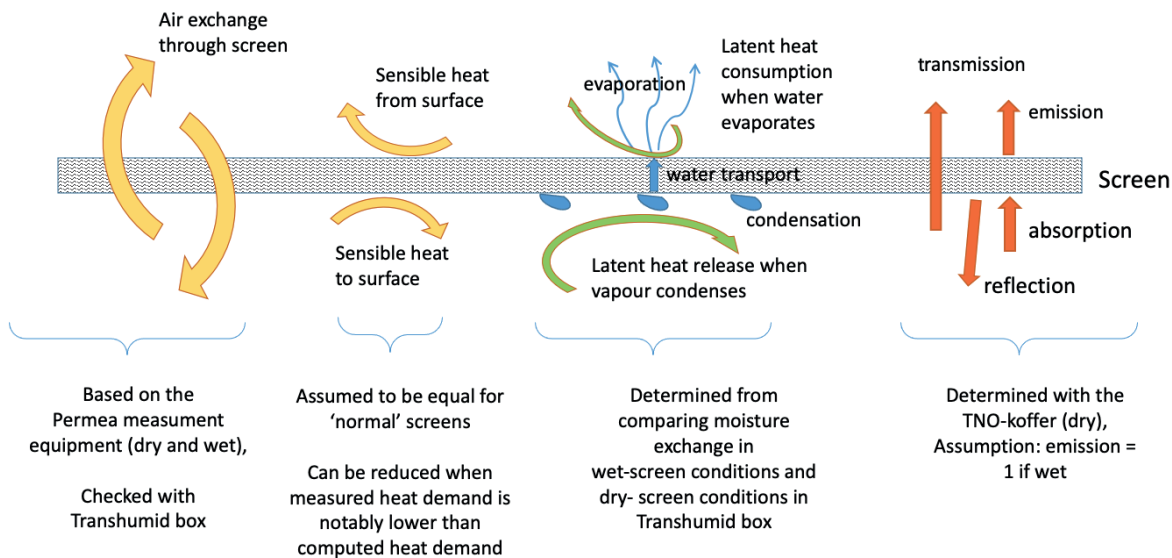 Air exchange
through screen
Sensible heat
from surface
evaporation
Latent heat
consumption
when water
evaporates
transmission
emission
water transport
Screen
condensation
absorption
Sensible heat
to surface
Latent heat release when
vapour condenses
reflection
Based on the
Permea measument
equipment (dry and wet),
Checked with
Transhumid box
Assumed to be equal for
‘normal’ screens
Can be reduced when
measured heat demand is
notably lower than
computed heat demand
Determined from
comparing moisture
exchange in
wet-screen conditions and
dry- screen conditions in
Transhumid box
Determined with the
TNO-koffer (dry),
Assumption: emission =
1 if wet